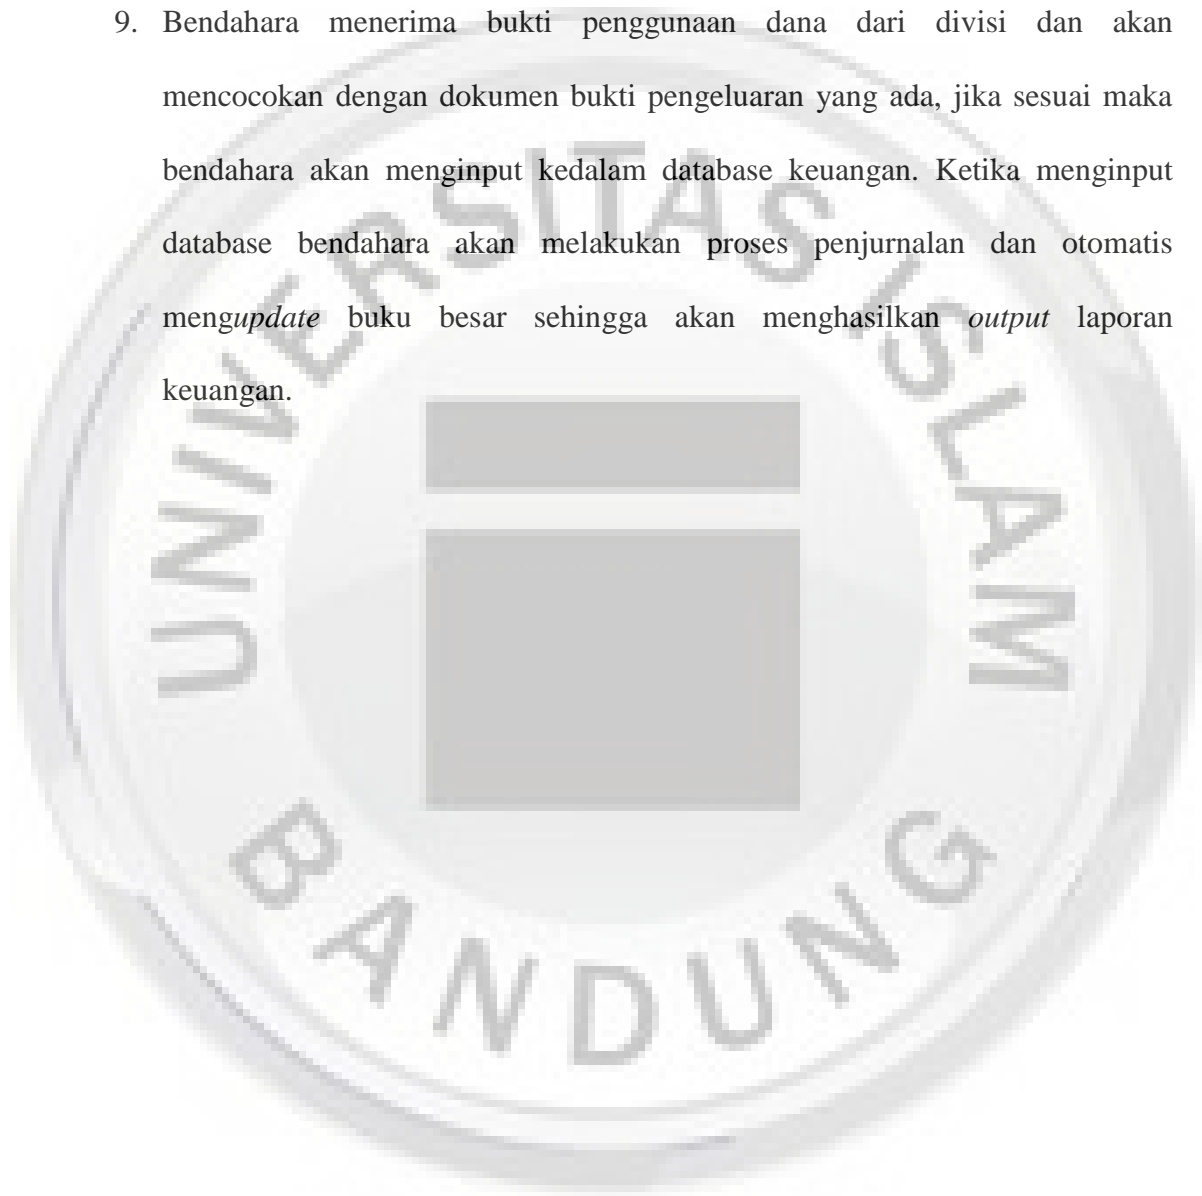 9. Bendahara menerima bukti penggunaan dana dari divisi dan akan
mencocokan dengan dokumen bukti pengeluaran yang ada, jika sesuai maka
bendahara akan menginput kedalam database keuangan. Ketika menginput
database bendahara akan melakukan proses penjurnalan dan otomatis
mengupdate buku besar sehingga akan menghasilkan output laporan
keuangan.
UNIVERSITAS ISLAM
BANDUNG